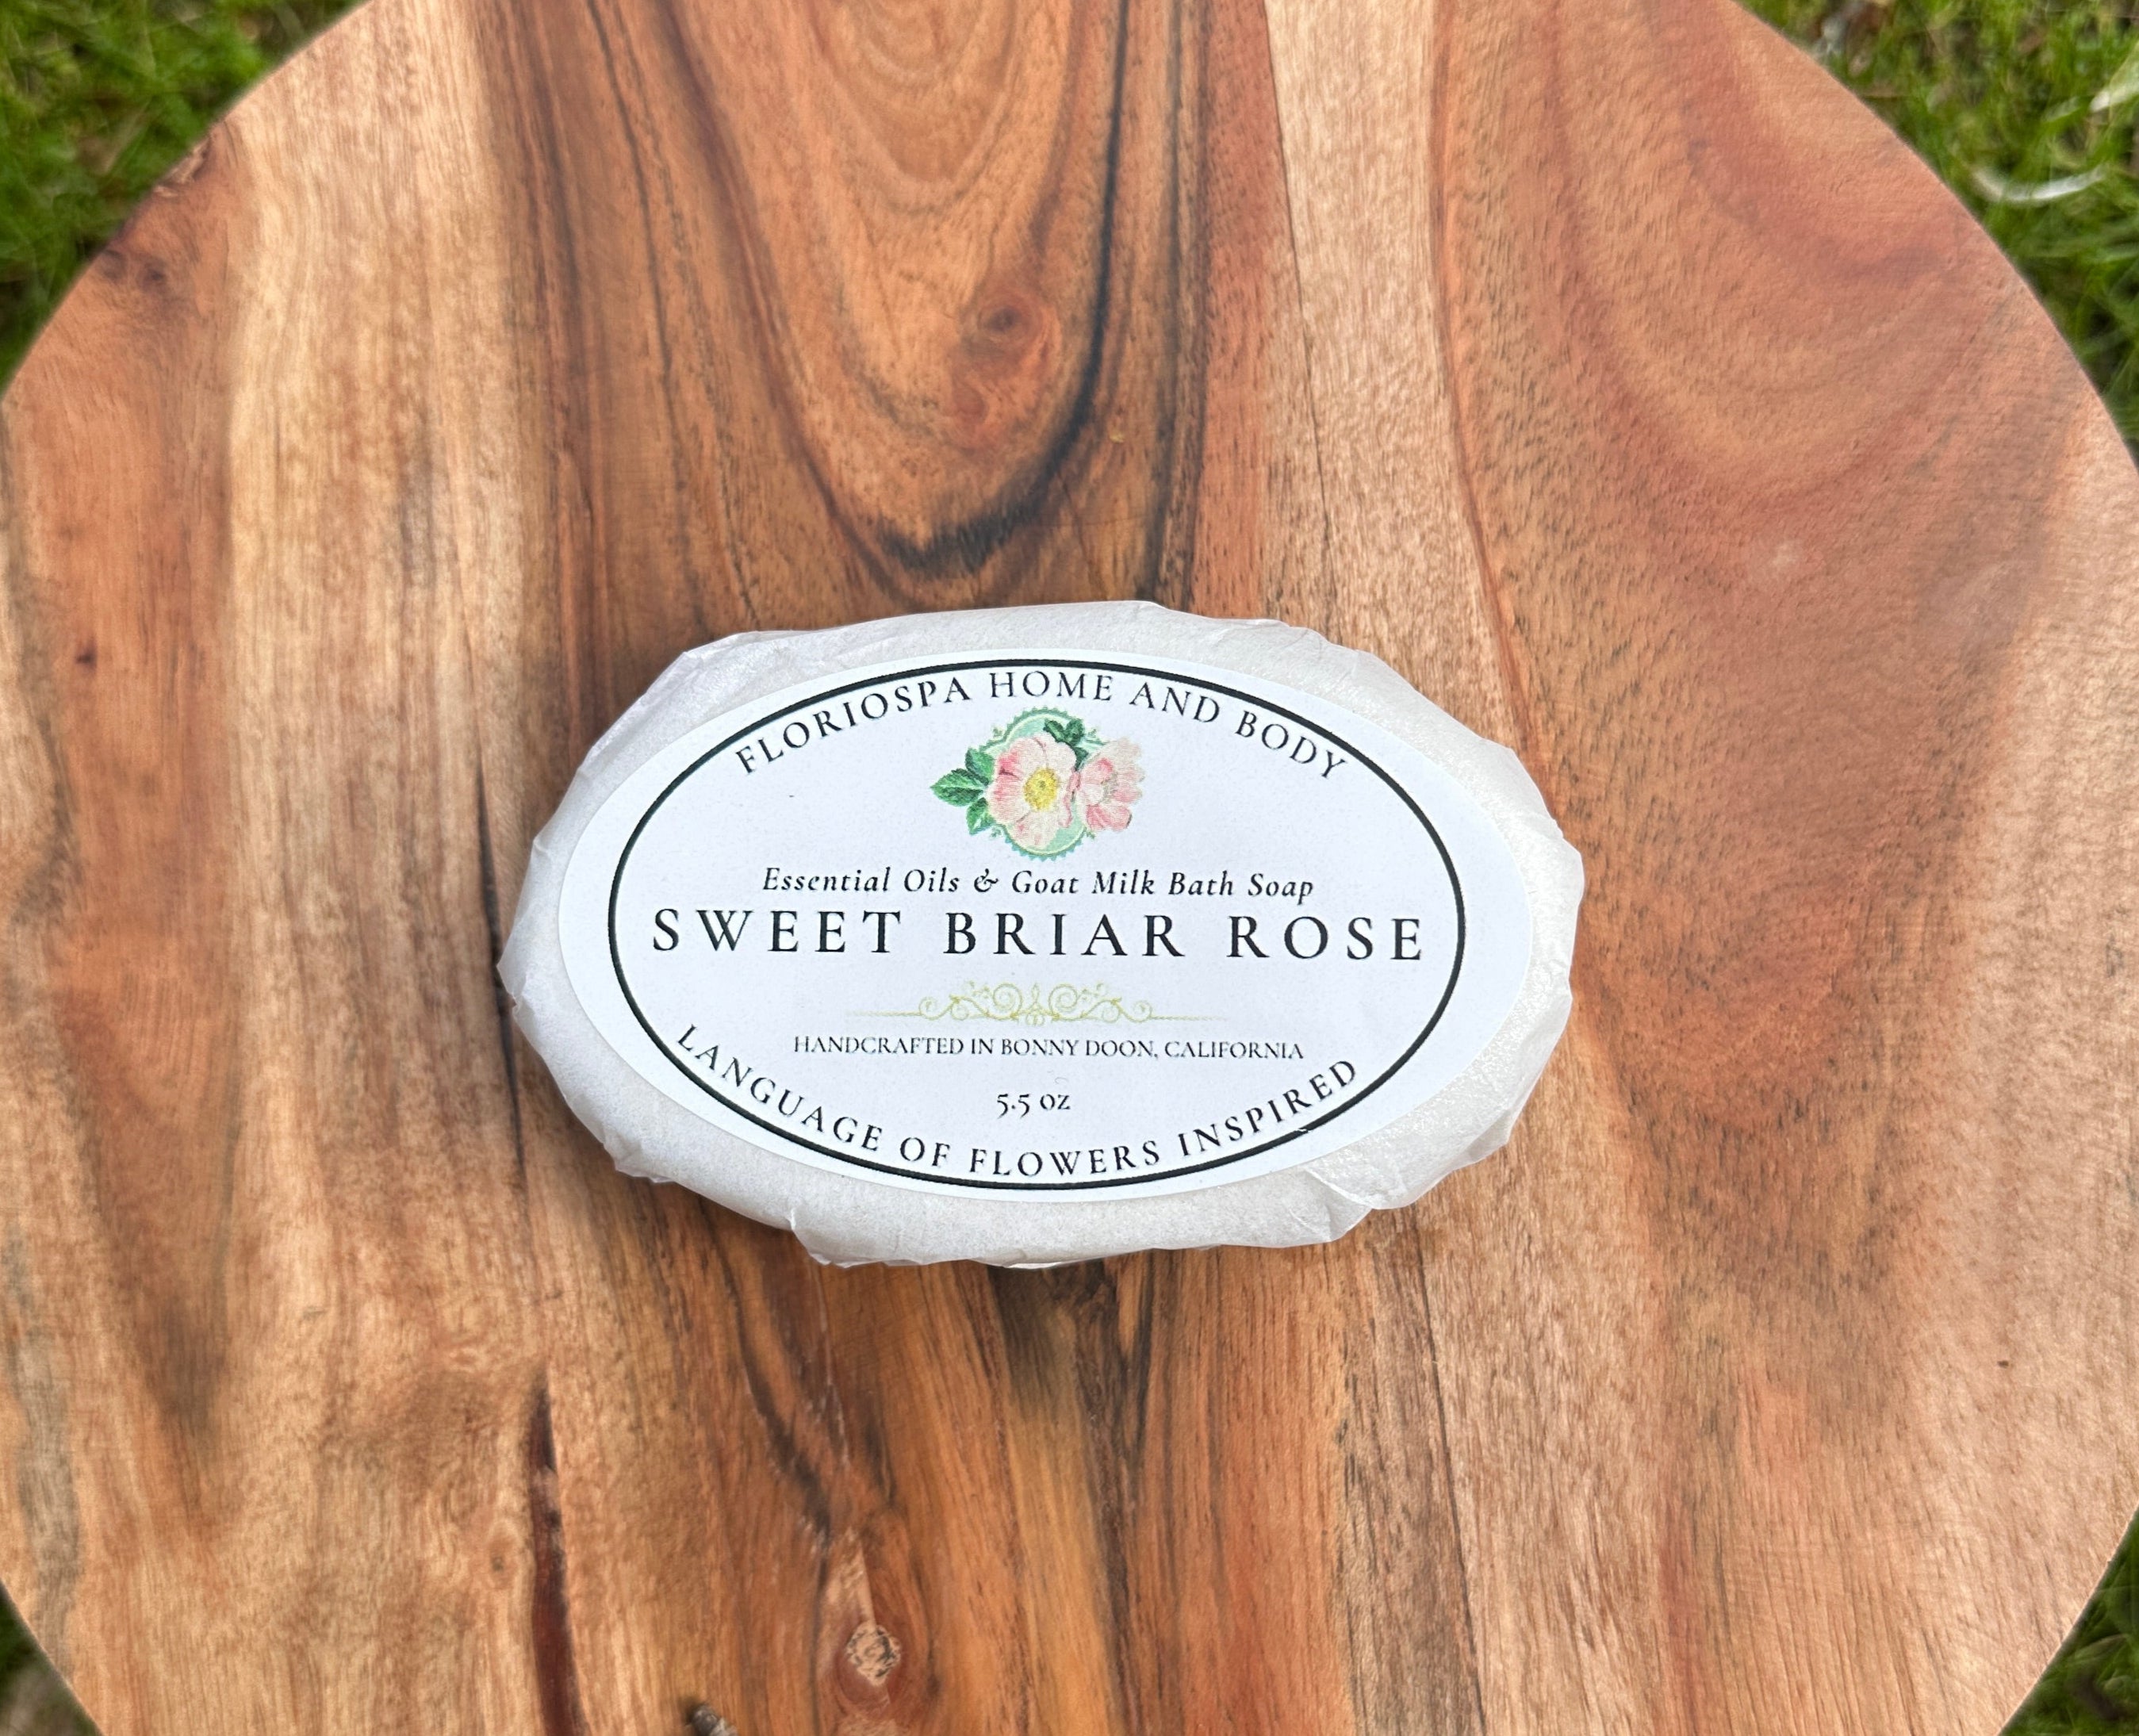 FLORIOSPA HOME AND BODY
Essential Oils & Goat Milk Bath Soap
SWEET BRIAR ROSE
HANDCRAFTED IN BONNY DOON, CALIFORNIA
5.5 oz
LANGUAGE OF FLOWERS INSPIRED